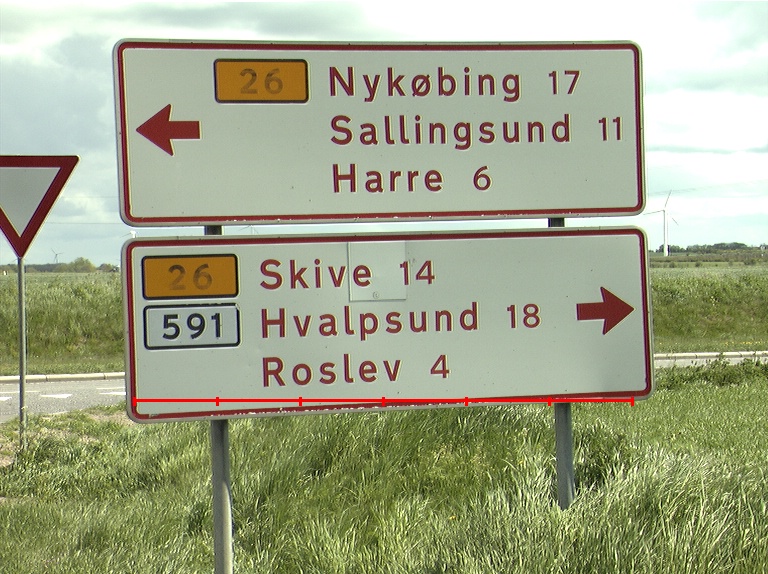 26 Nykøbing 17
Sallingsund 11
Harre 6
26 Skive 14
591 Hvalpsund 18
Roslev 4